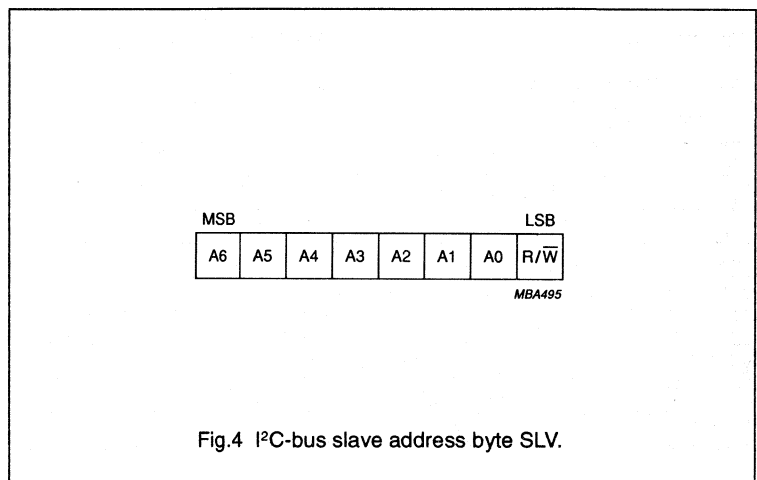 MSB LSB
A6 A5 A4 A3 A2 A1 A0 R/W̅
MBA495
Fig.4 I²C-bus slave address byte SLV.